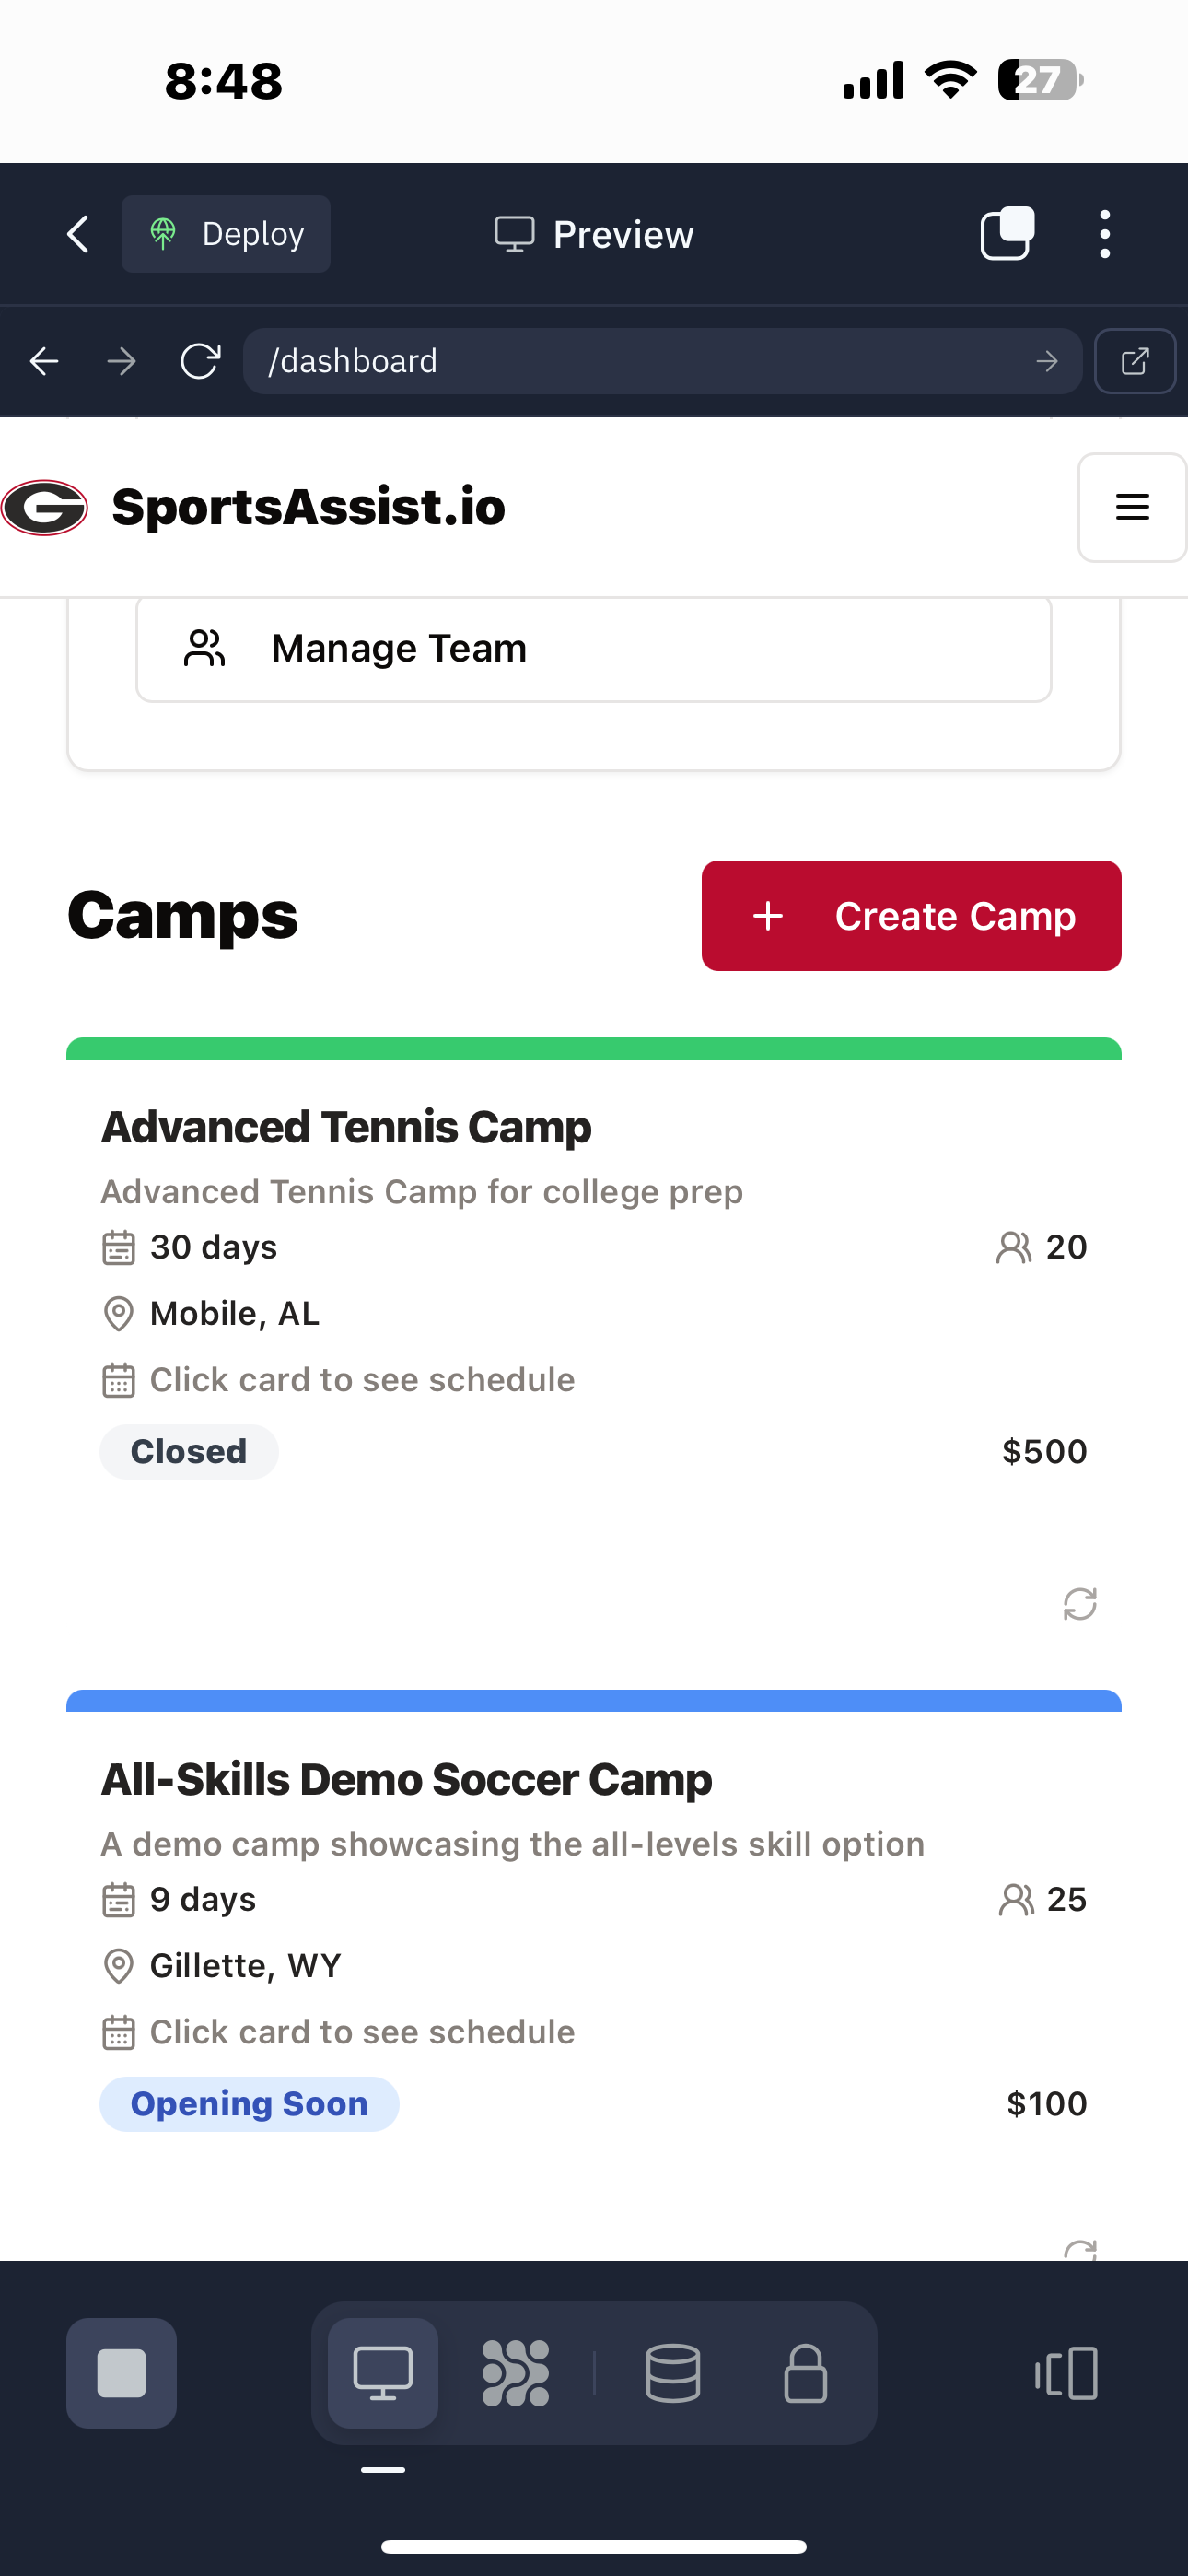 8:48
27
Deploy
Preview
/dashboard
G
SportsAssist.io
Manage Team
Camps
+ Create Camp
Advanced Tennis Camp
Advanced Tennis Camp for college prep
30 days 20
Mobile, AL
Click card to see schedule
Closed $500
All-Skills Demo Soccer Camp
A demo camp showcasing the all-levels skill option
9 days 25
Gillette, WY
Click card to see schedule
Opening Soon $100